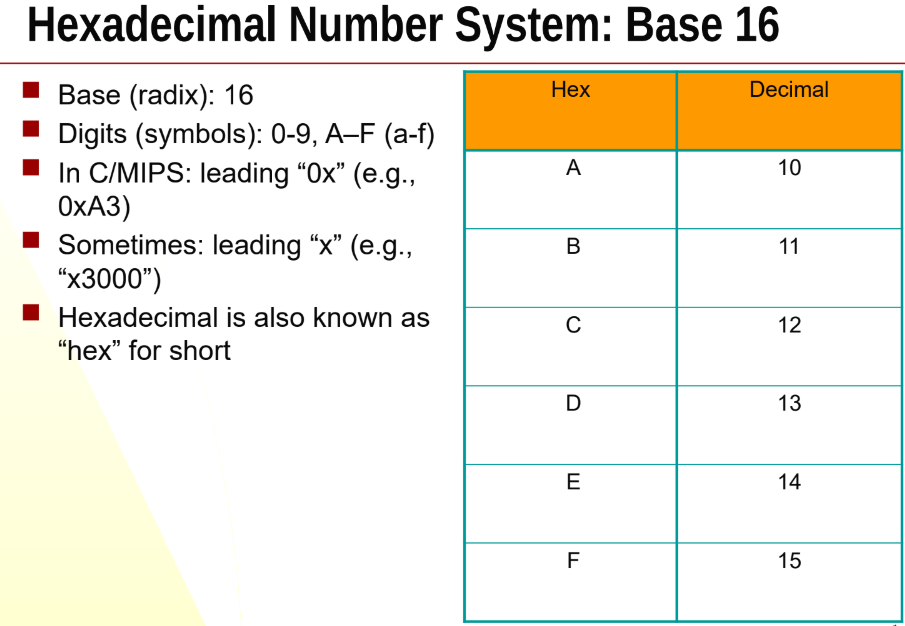 Hexadecimal Number System: Base 16
Base (radix): 16
Digits (symbols): 0-9, A–F (a-f)
In C/MIPS: leading “0x” (e.g.,
0xA3)
Sometimes: leading “x” (e.g.,
“x3000”)
Hexadecimal is also known as
“hex” for short
Hex Decimal
A 10
B 11
C 12
D 13
E 14
F 15